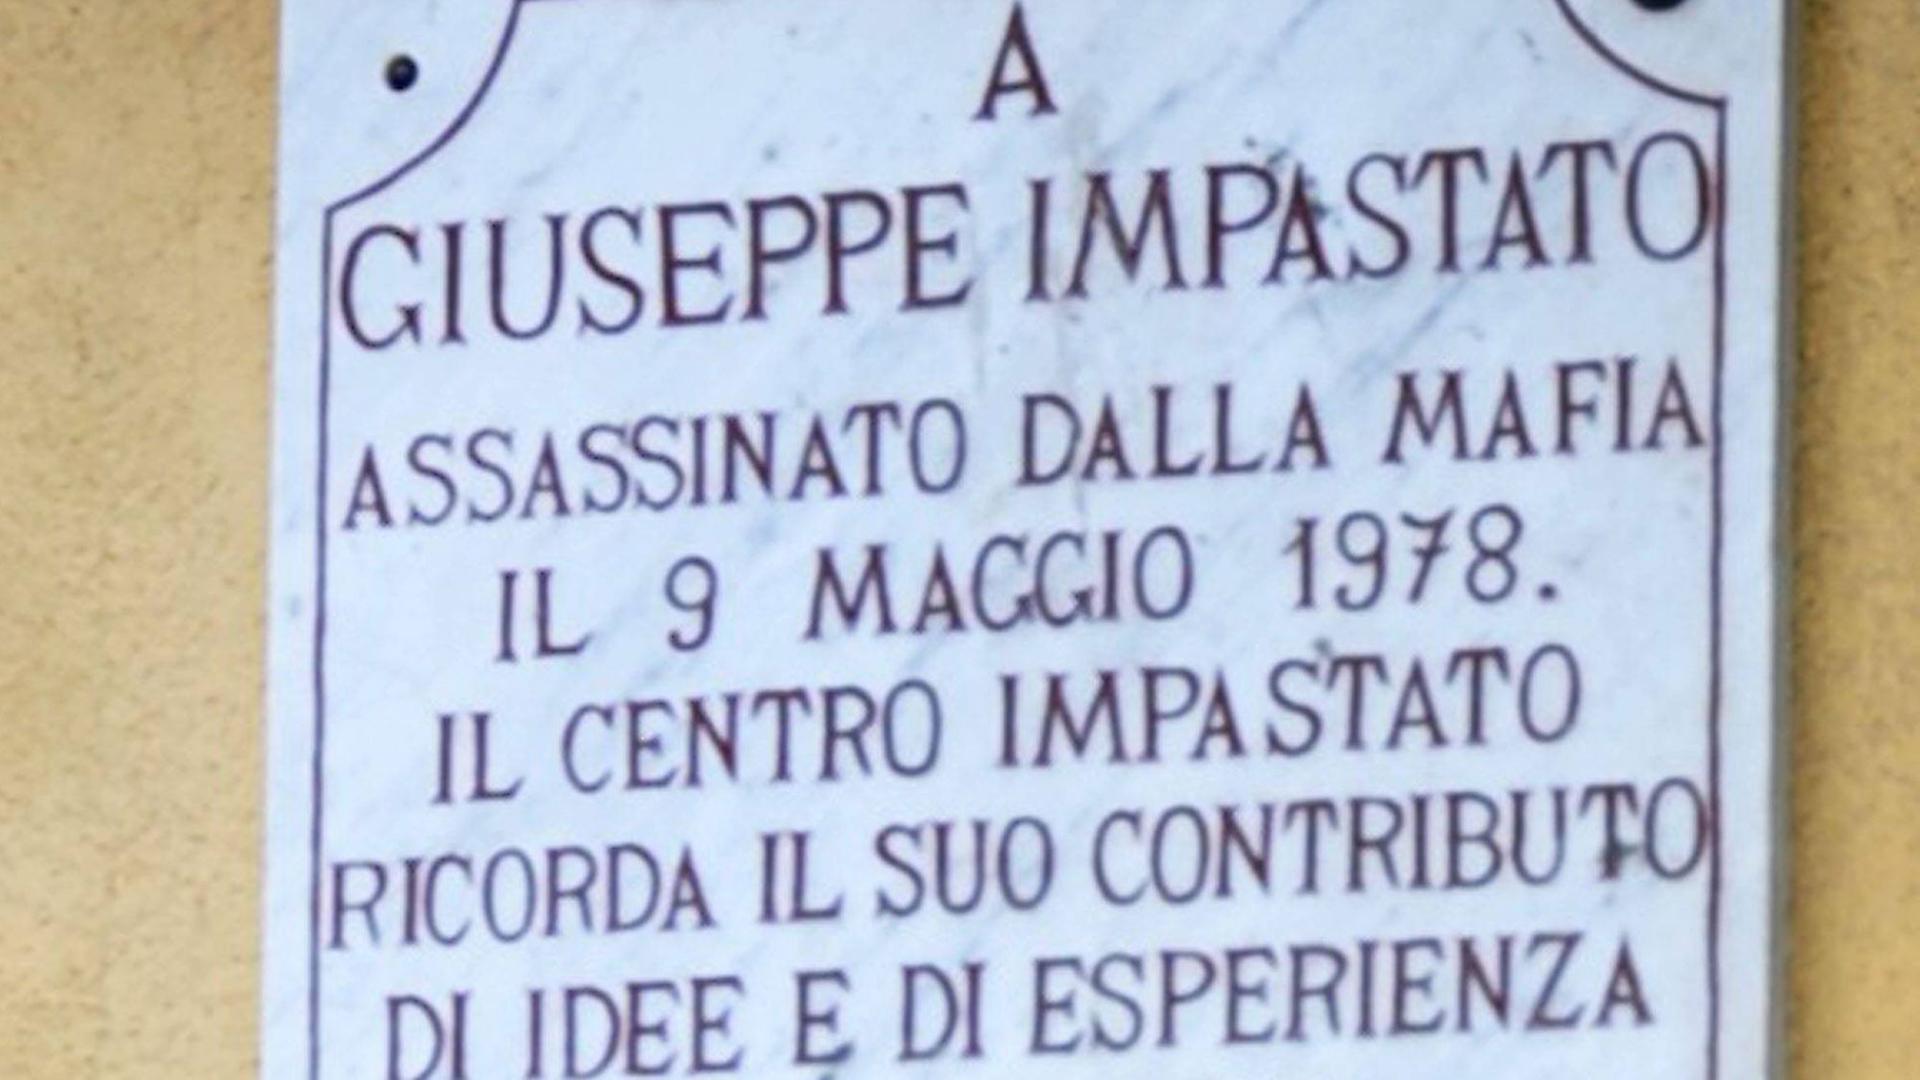 A
GIUSEPPE IMPASTATO
ASSASSINATO DALLA MAFIA
IL 9 MAGGIO 1978.
IL CENTRO IMPASTATO
RICORDA IL SUO CONTRIBUTO
DI IDEE E DI ESPERIENZA